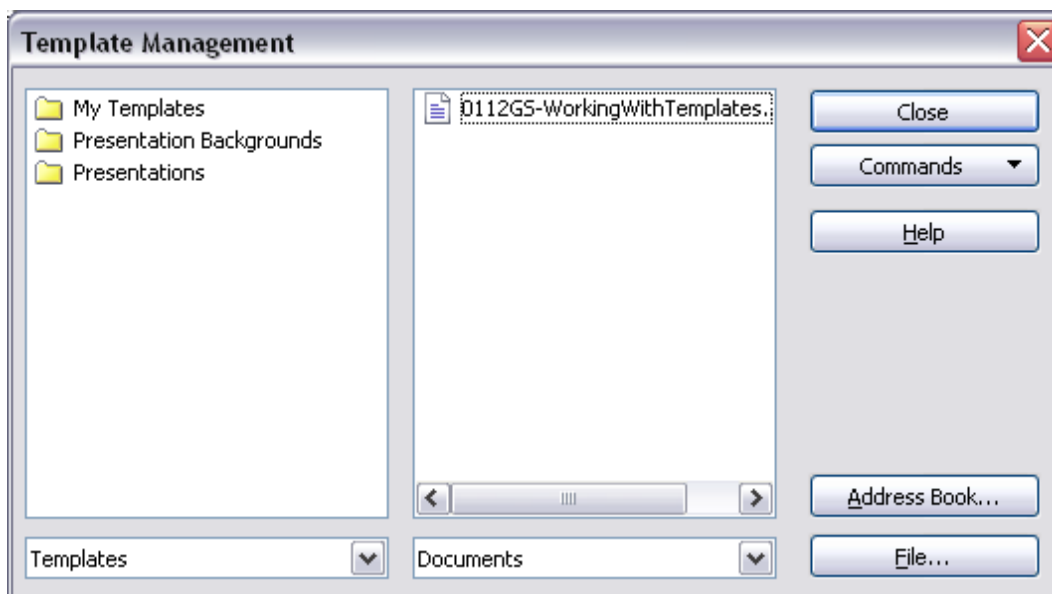 Template Management
My Templates
Presentation Backgrounds
Presentations
0112GS-WorkingWithTemplates.
Close
Commands
Help
Address Book...
Templates
Documents
File...